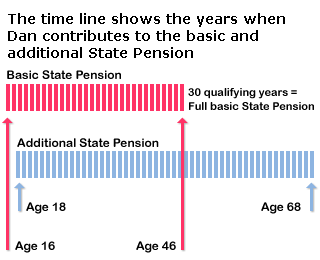 The time line shows the years when
Dan contributes to the basic and
additional State Pension
Basic State Pension
30 qualifying years =
Full basic State Pension
Additional State Pension
Age 18
Age 68
Age 16
Age 46